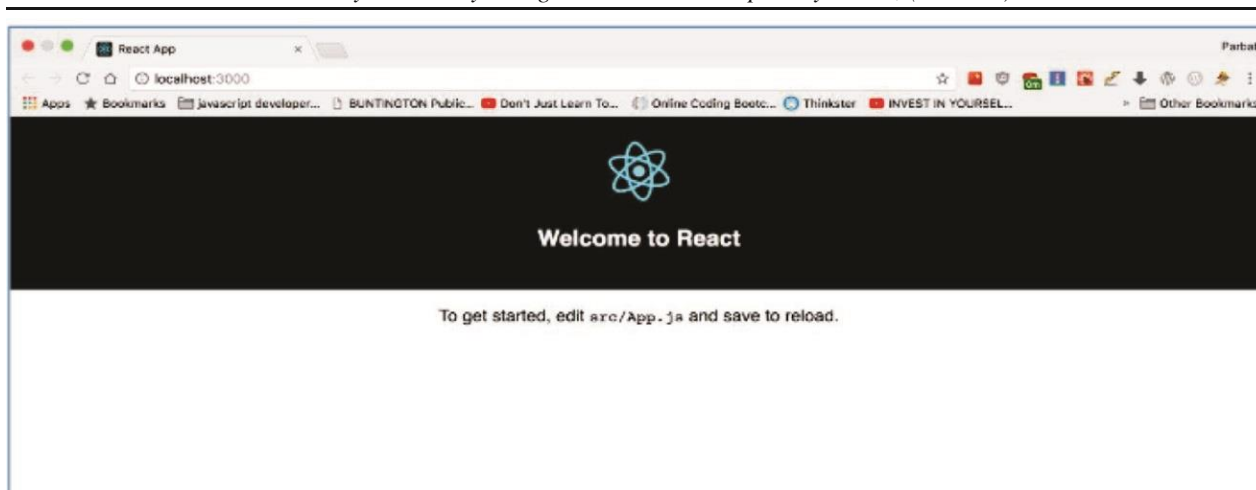 React App
Parbat
localhost:3000
Apps Bookmarks javascript developer... BUNTINGTON Public... Don't Just Learn To... Online Coding Bootc... Thinkster INVEST IN YOURSEL... » Other Bookmarks
Welcome to React
To get started, edit src/App.js and save to reload.